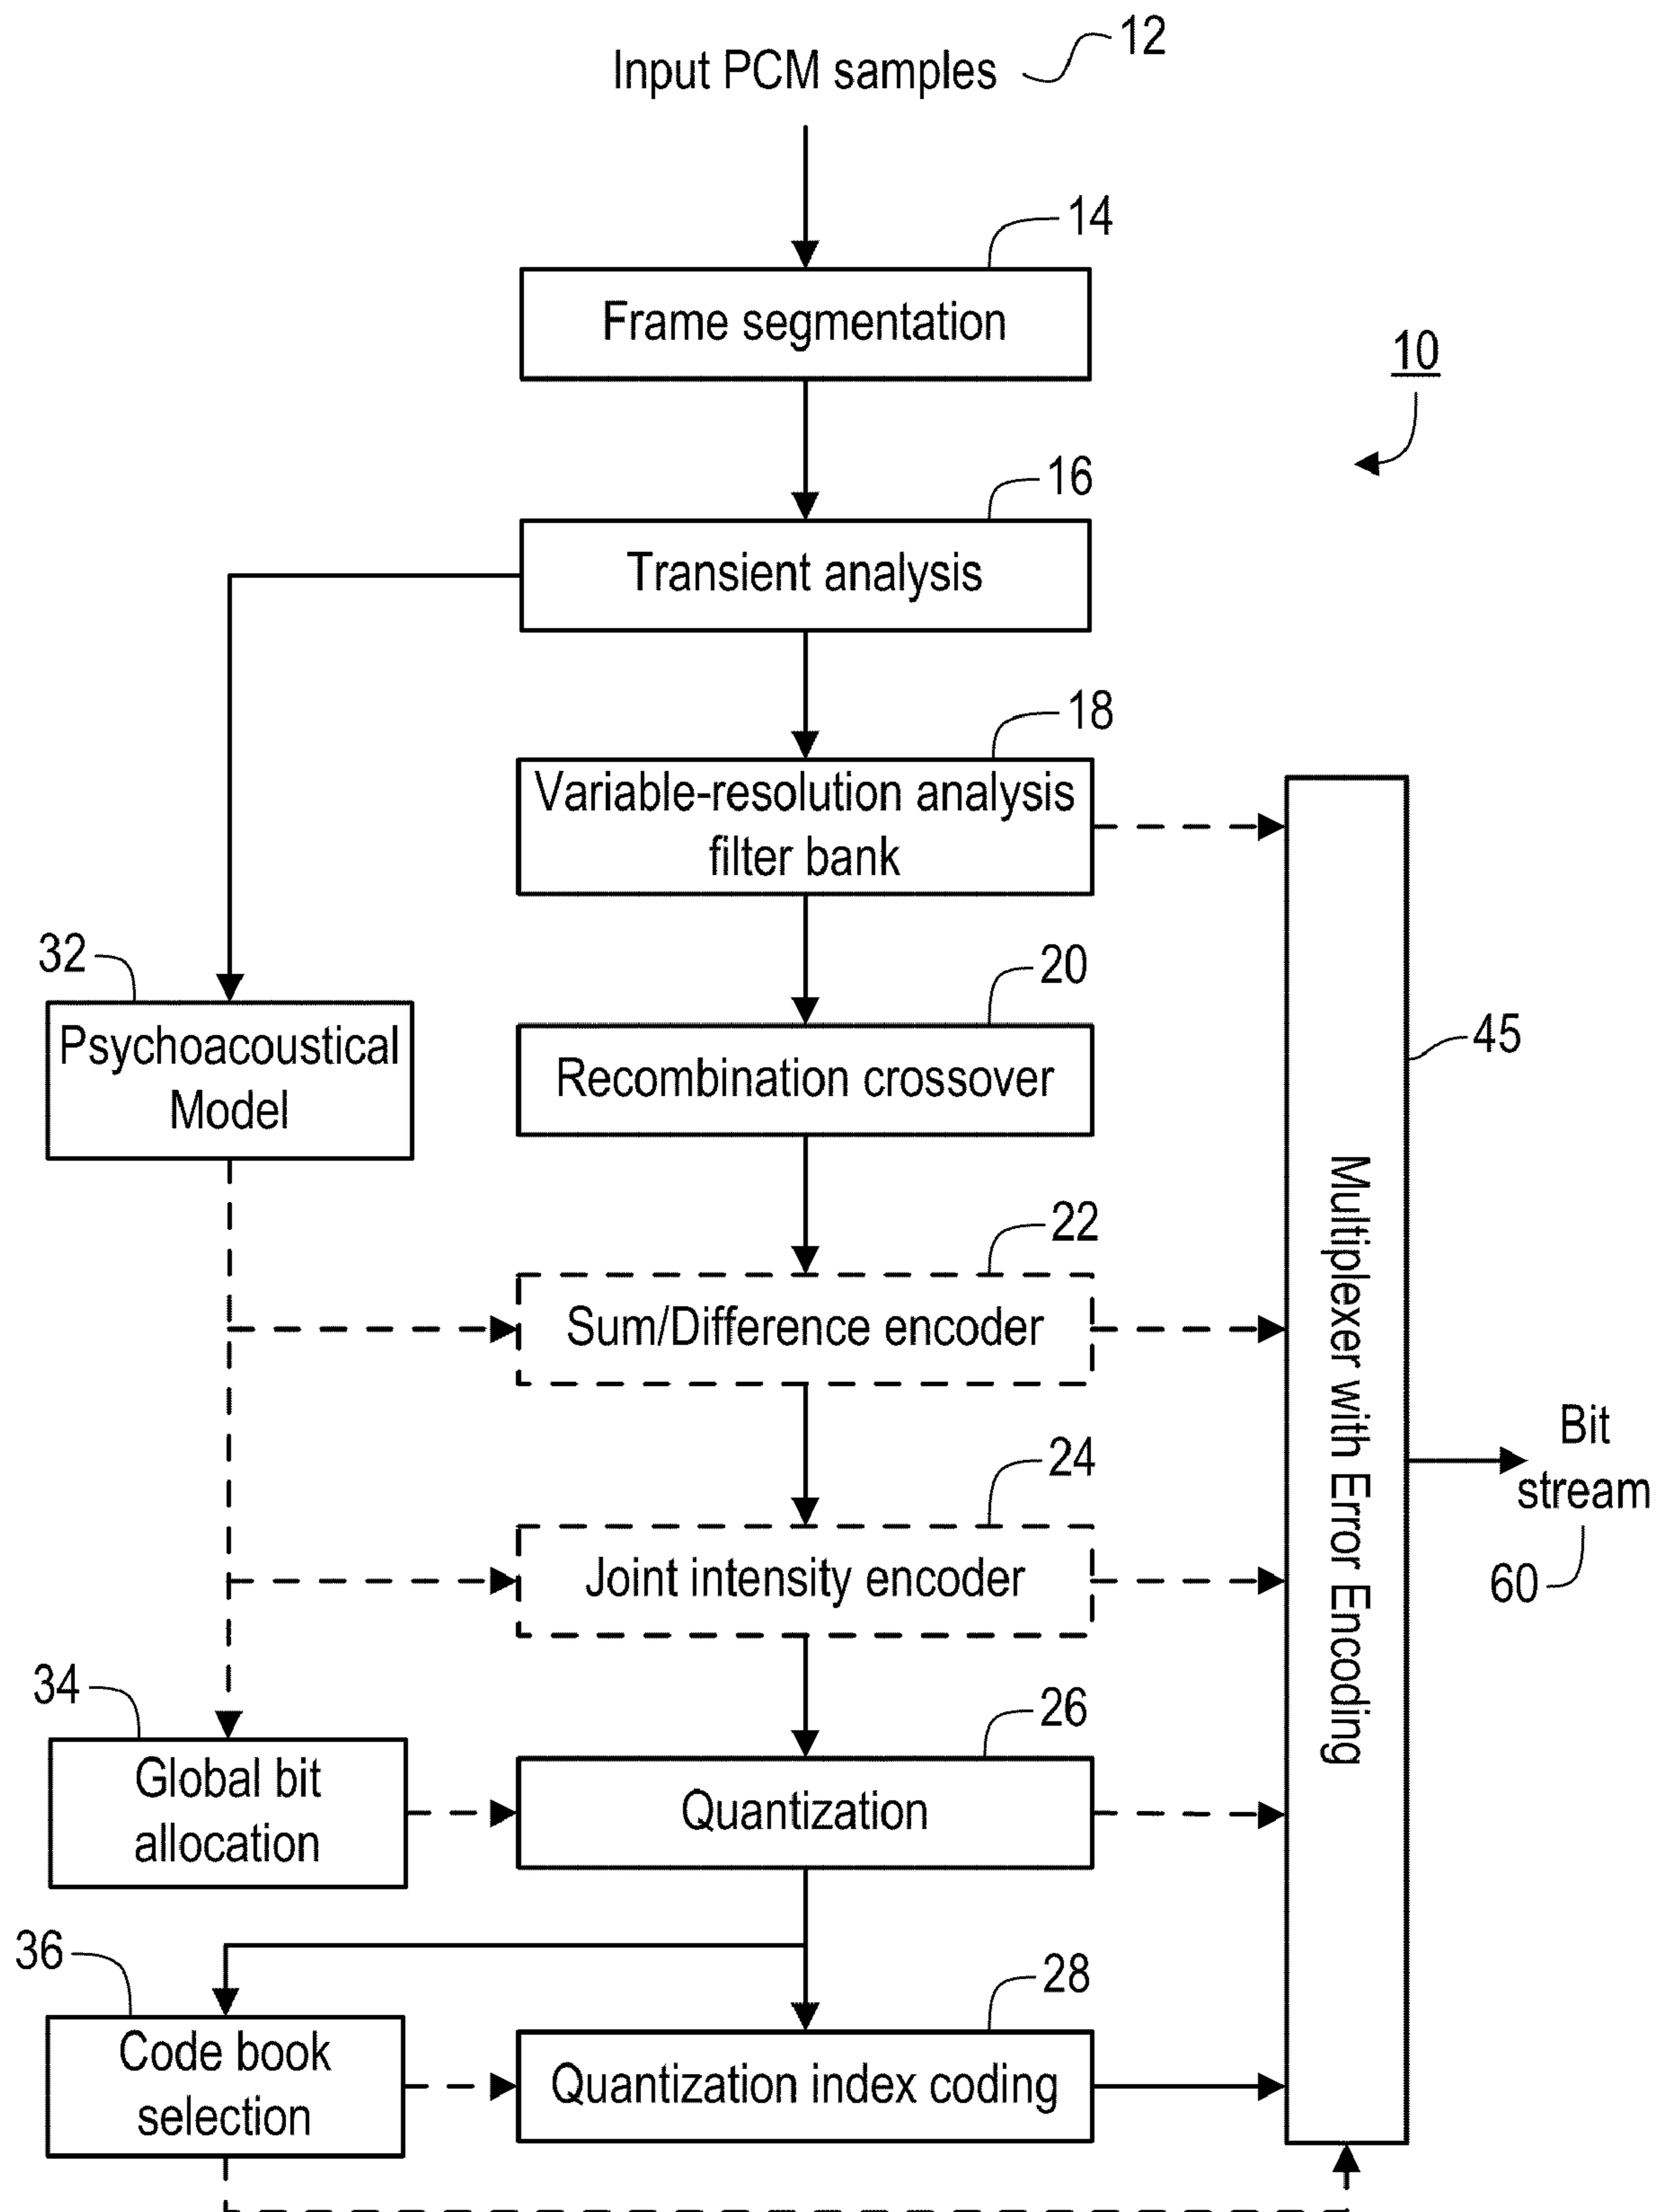 12
Input PCM samples
14
Frame segmentation
10
16
Transient analysis
18
Variable-resolution analysis
filter bank
32
20
Psychoacoustical
Model
Recombination crossover
45
Multiplexer with Error Encoding
22
Sum/Difference encoder
24
Joint intensity encoder
Bit
stream
60
34
26
Global bit
allocation
Quantization
36
28
Code book
selection
Quantization index coding